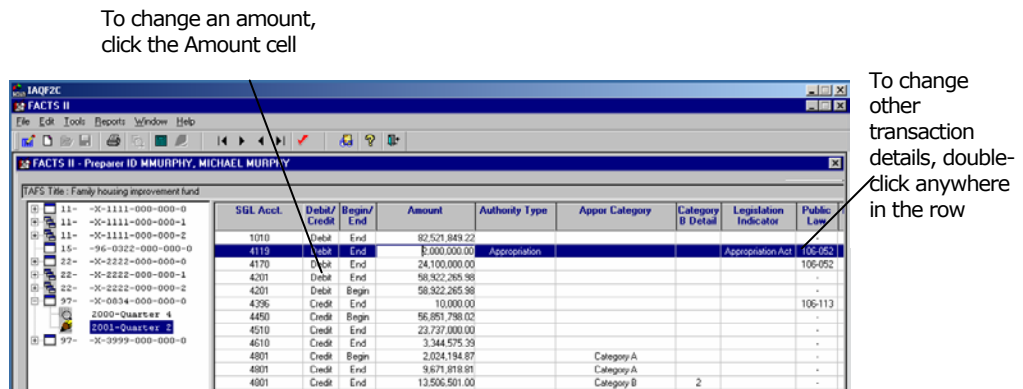 To change an amount,
click the Amount cell
IAQF2C
FACTS II
File Edit Tools Reports Window Help
FACTS II - Preparer ID MMURPHY, MICHAEL MURPHY
TAFS Title : Family housing improvement fund
11- -X-1111-000-000-0
11- -X-1111-000-000-1
11- -X-1111-000-000-2
15- -96-0322-000-000-0
22- -X-2222-000-000-0
22- -X-2222-000-000-1
22- -X-2222-000-000-2
97- -X-0834-000-000-0
2000-Quarter 4
2001-Quarter 2
97- -X-3999-000-000-0
SGL Acct. Debit/ Credit Begin/ End Amount Authority Type Appor Category Category B Detail Legislation Indicator Public Law
1010 Debit End 82,521,849.22 -
4119 Debit End 2,000,000.00 Appropriation Appropriation Act 106-052
4170 Debit End 24,100,000.00 106-052
4201 Debit End 58,922,265.98 -
4201 Debit Begin 58,922,265.98 -
4396 Credit End 10,000.00 106-113
4450 Credit Begin 56,851,798.02 -
4510 Credit End 23,737,000.00 -
4610 Credit End 3,344,575.39 -
4801 Credit Begin 2,024,194.87 Category A -
4801 Credit End 9,671,818.81 Category A -
4801 Credit End 13,506,501.00 Category B 2 -
To change
other
transaction
details, double-
click anywhere
in the row